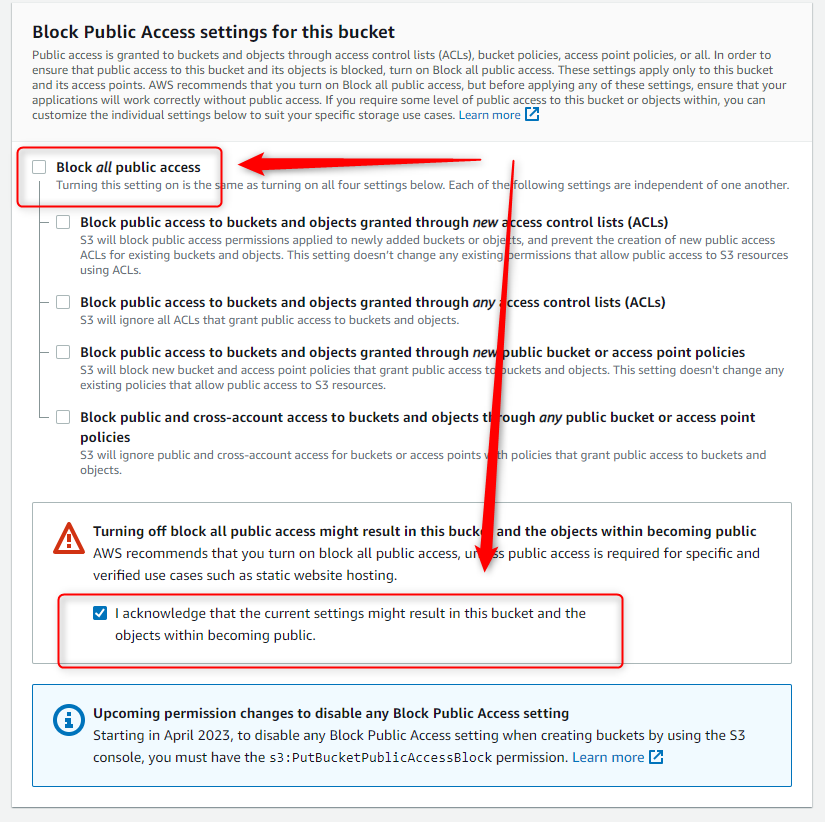 Block Public Access settings for this bucket
Public access is granted to buckets and objects through access control lists (ACLs), bucket policies, access point policies, or all. In order to
ensure that public access to this bucket and its objects is blocked, turn on Block all public access. These settings apply only to this bucket
and its access points. AWS recommends that you turn on Block all public access, but before applying any of these settings, ensure that your
applications will work correctly without public access. If you require some level of public access to this bucket or objects within, you can
customize the individual settings below to suit your specific storage use cases. Learn more
Block all public access
Turning this setting on is the same as turning on all four settings below. Each of the following settings are independent of one another.
Block public access to buckets and objects granted through new access control lists (ACLs)
S3 will block public access permissions applied to newly added buckets or objects, and prevent the creation of new public access
ACLs for existing buckets and objects. This setting doesn't change any existing permissions that allow public access to S3 resources
using ACLs.
Block public access to buckets and objects granted through any access control lists (ACLs)
S3 will ignore all ACLs that grant public access to buckets and objects.
Block public access to buckets and objects granted through new public bucket or access point policies
S3 will block new bucket and access point policies that grant public access to buckets and objects. This setting doesn't change any
existing policies that allow public access to S3 resources.
Block public and cross-account access to buckets and objects through any public bucket or access point
policies
S3 will ignore public and cross-account access for buckets or access points with policies that grant public access to buckets and
objects.
Turning off block all public access might result in this bucket and the objects within becoming public
AWS recommends that you turn on block all public access, unless public access is required for specific and
verified use cases such as static website hosting.
I acknowledge that the current settings might result in this bucket and the
objects within becoming public.
Upcoming permission changes to disable any Block Public Access setting
Starting in April 2023, to disable any Block Public Access setting when creating buckets by using the S3
console, you must have the s3:PutBucketPublicAccessBlock permission. Learn more